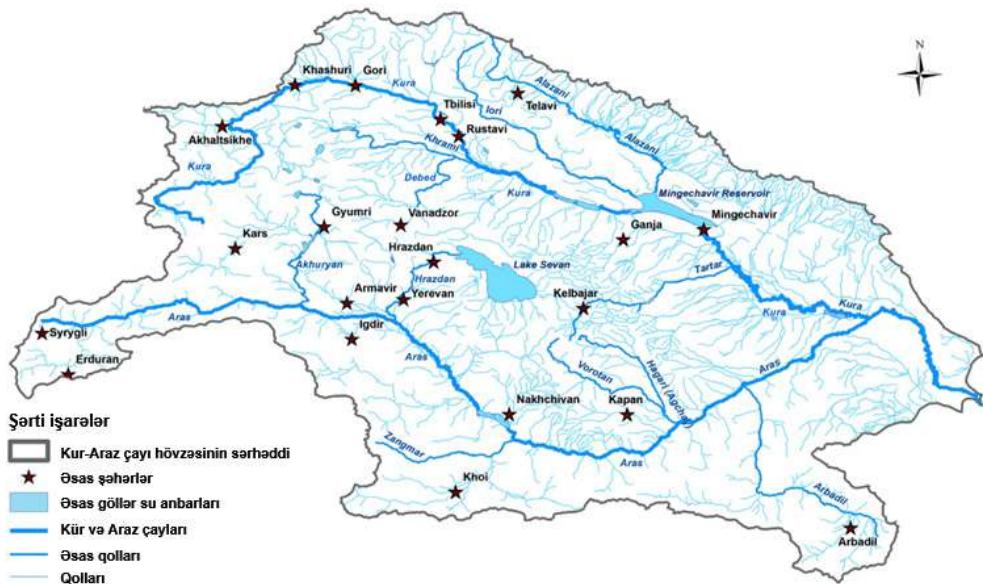 N
Khashuri
Gori
Kura
Alazani
Iori
Telavi
Tbilisi
Rustavi
Alazani
Akhaltsikhe
Khrami
Kura
Debed
Kura
Mingechavir Reservoir
Gyumri
Vanadzor
Ganja
Mingechavir
Kars
Hrazdan
Akhuryan
Hrazdan
Lake Sevan
Tartar
Armavir
Yerevan
Kelbajar
Kura
Kura
Aras
Syrygli
Igdir
Erduran
Aras
Vorotan
Hagari (Agchay)
Aras
Nakhchivan
Kapan
Zangmar
Aras
Khoi
Arbadil
Arbadil
Şərti işarələr
Kur-Araz çayı hövzəsinin sərhəddi
Əsas şəhərlər
Əsas göllər su anbarları
Kür və Araz çayları
Əsas qolları
Qolları